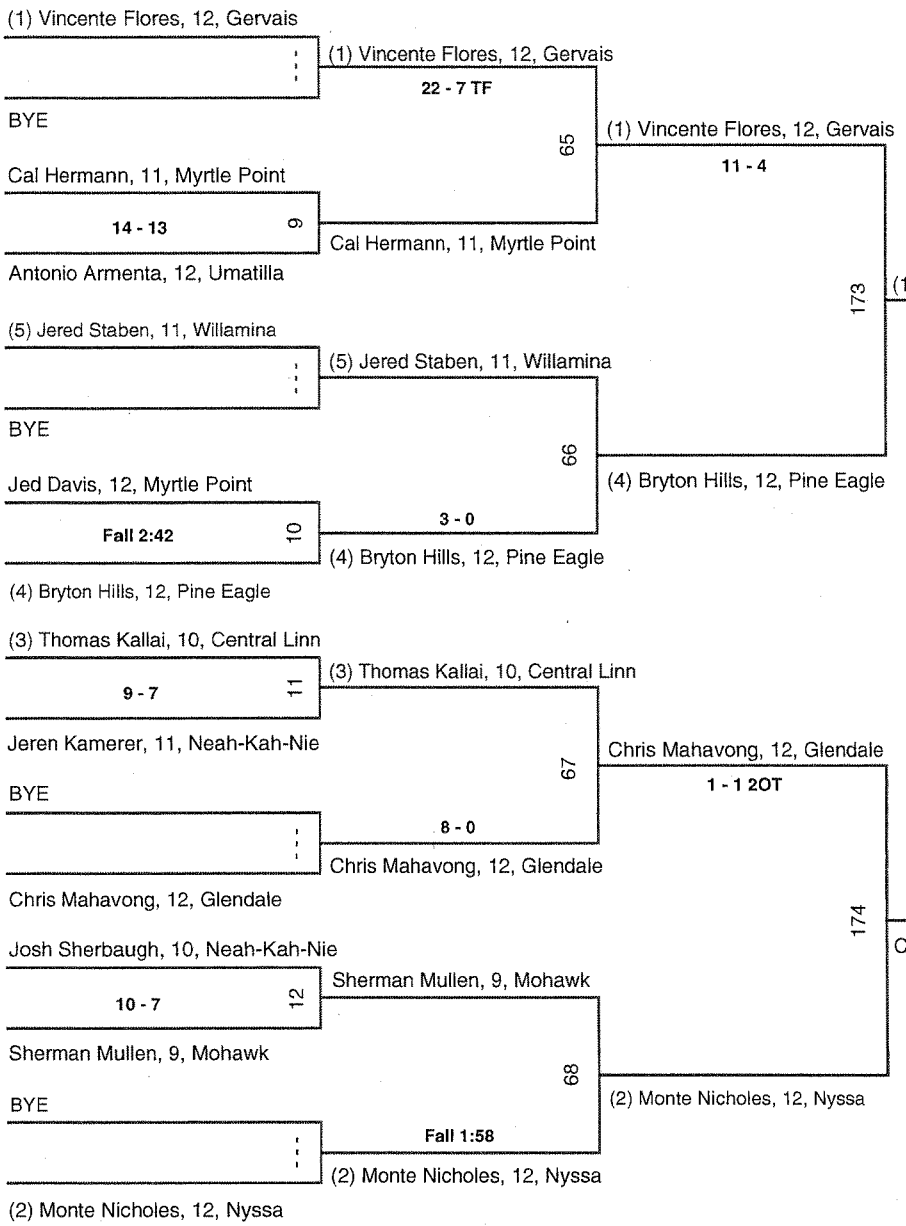 (1) Vincente Flores, 12, Gervais
(1) Vincente Flores, 12, Gervais
22 - 7 TF
BYE
65
(1) Vincente Flores, 12, Gervais
11 - 4
Cal Hermann, 11, Myrtle Point
14 - 13
9
Cal Hermann, 11, Myrtle Point
Antonio Armenta, 12, Umatilla
173
(1
(5) Jered Staben, 11, Willamina
(5) Jered Staben, 11, Willamina
BYE
66
(4) Bryton Hills, 12, Pine Eagle
Jed Davis, 12, Myrtle Point
Fall 2:42
10
3 - 0
(4) Bryton Hills, 12, Pine Eagle
(4) Bryton Hills, 12, Pine Eagle
(3) Thomas Kallai, 10, Central Linn
(3) Thomas Kallai, 10, Central Linn
9 - 7
11
Jeren Kamerer, 11, Neah-Kah-Nie
67
Chris Mahavong, 12, Glendale
1 - 1 2OT
BYE
8 - 0
Chris Mahavong, 12, Glendale
Chris Mahavong, 12, Glendale
174
C
Josh Sherbaugh, 10, Neah-Kah-Nie
Sherman Mullen, 9, Mohawk
10 - 7
12
Sherman Mullen, 9, Mohawk
68
(2) Monte Nicholes, 12, Nyssa
BYE
Fall 1:58
(2) Monte Nicholes, 12, Nyssa
(2) Monte Nicholes, 12, Nyssa